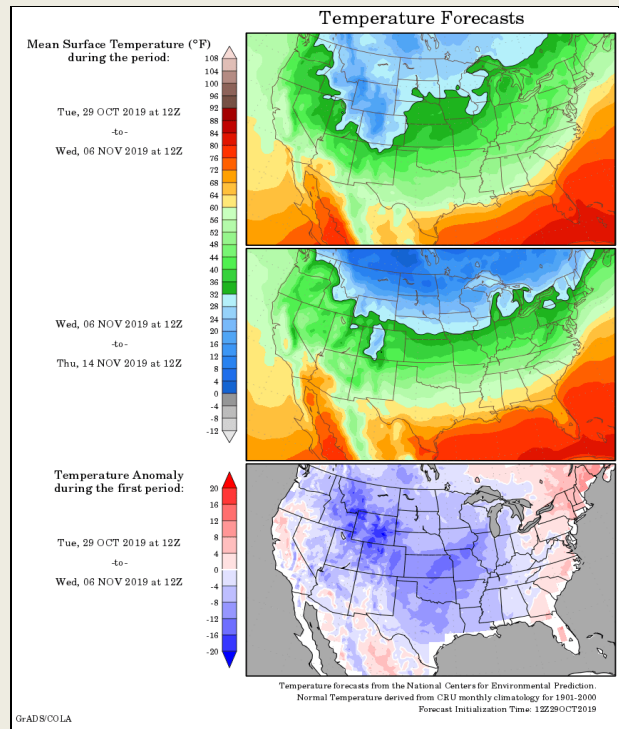 Temperature Forecasts
Mean Surface Temperature (°F)
during the period:
Tue, 29 OCT 2019 at 12Z
-to-
Wed, 06 NOV 2019 at 12Z
108
104
100
96
92
88
84
80
76
72
68
64
60
56
52
48
44
40
36
32
28
24
20
16
12
8
4
0
-4
-8
-12
Wed, 06 NOV 2019 at 12Z
-to-
Thu, 14 NOV 2019 at 12Z
Temperature Anomaly
during the first period:
Tue, 29 OCT 2019 at 12Z
-to-
Wed, 06 NOV 2019 at 12Z
20
16
12
8
4
0
-4
-8
-12
-16
-20
Temperature forecasts from the National Centers for Environmental Prediction.
Normal Temperature derived from CRU monthly climatology for 1901-2000
Forecast Initialization Time: 12Z29OCT2019
GrADS/COLA